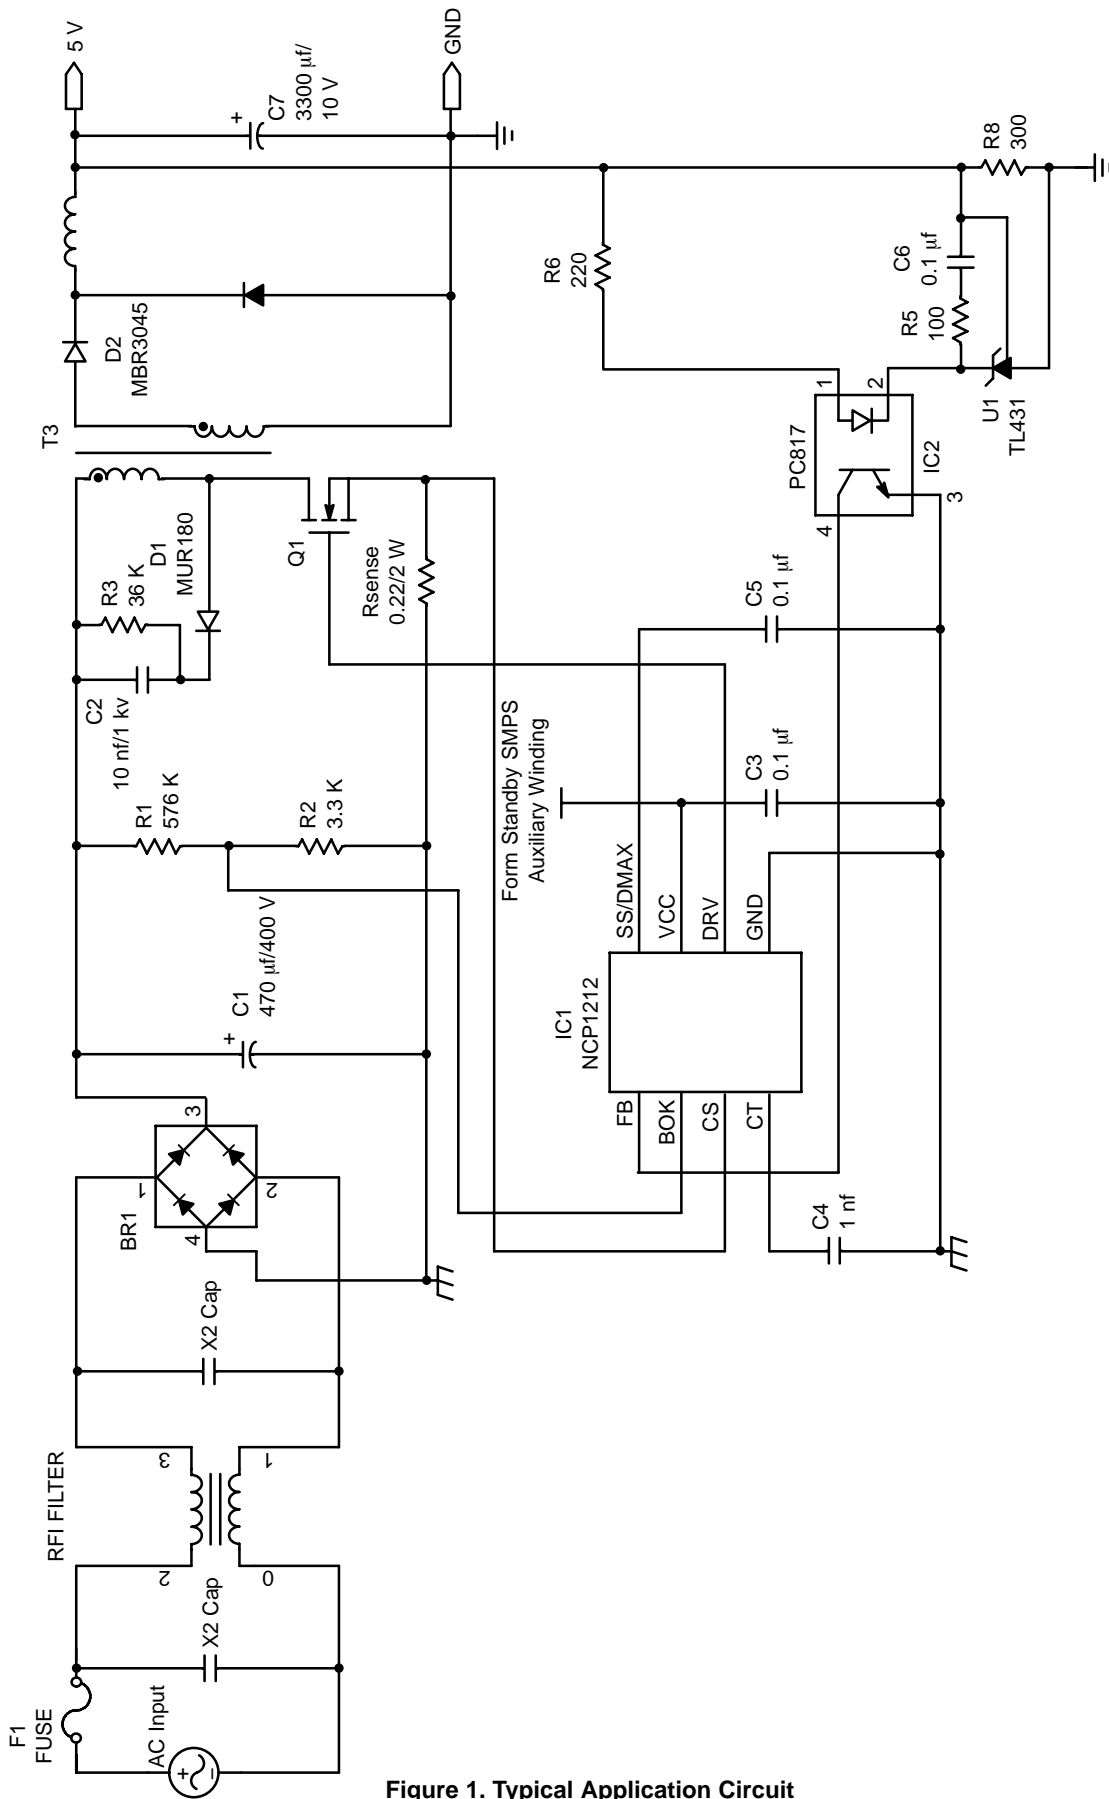 F1
FUSE
AC Input
X2 Cap
RFI FILTER
2
0
3
1
X2 Cap
BR1
1
2
3
4
+
C1
470 µf/400 V
R1
576 K
R2
3.3 K
C2
10 nf/1 kv
R3
36 K
D1
MUR180
T3
Q1
Rsense
0.22/2 W
D2
MBR3045
+
C7
3300 µf/
10 V
5 V
GND
Form Standby SMPS
Auxiliary Winding
IC1
NCP1212
FB
BOK
CS
CT
SS/DMAX
VCC
DRV
GND
C4
1 nf
C3
0.1 µf
C5
0.1 µf
PC817
IC2
4
3
1
2
R6
220
U1
TL431
R5
100
C6
0.1 µf
R8
300
Figure 1. Typical Application Circuit